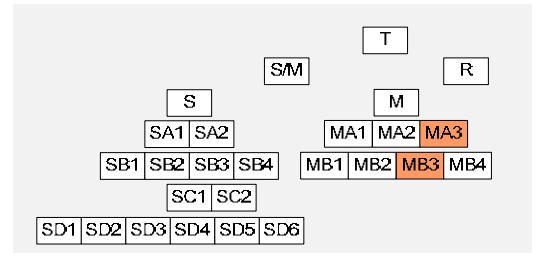 T
S/M R
S M
SA1 SA2 MA1 MA2 MA3
SB1 SB2 SB3 SB4 MB1 MB2 MB3 MB4
SC1 SC2
SD1 SD2 SD3 SD4 SD5 SD6